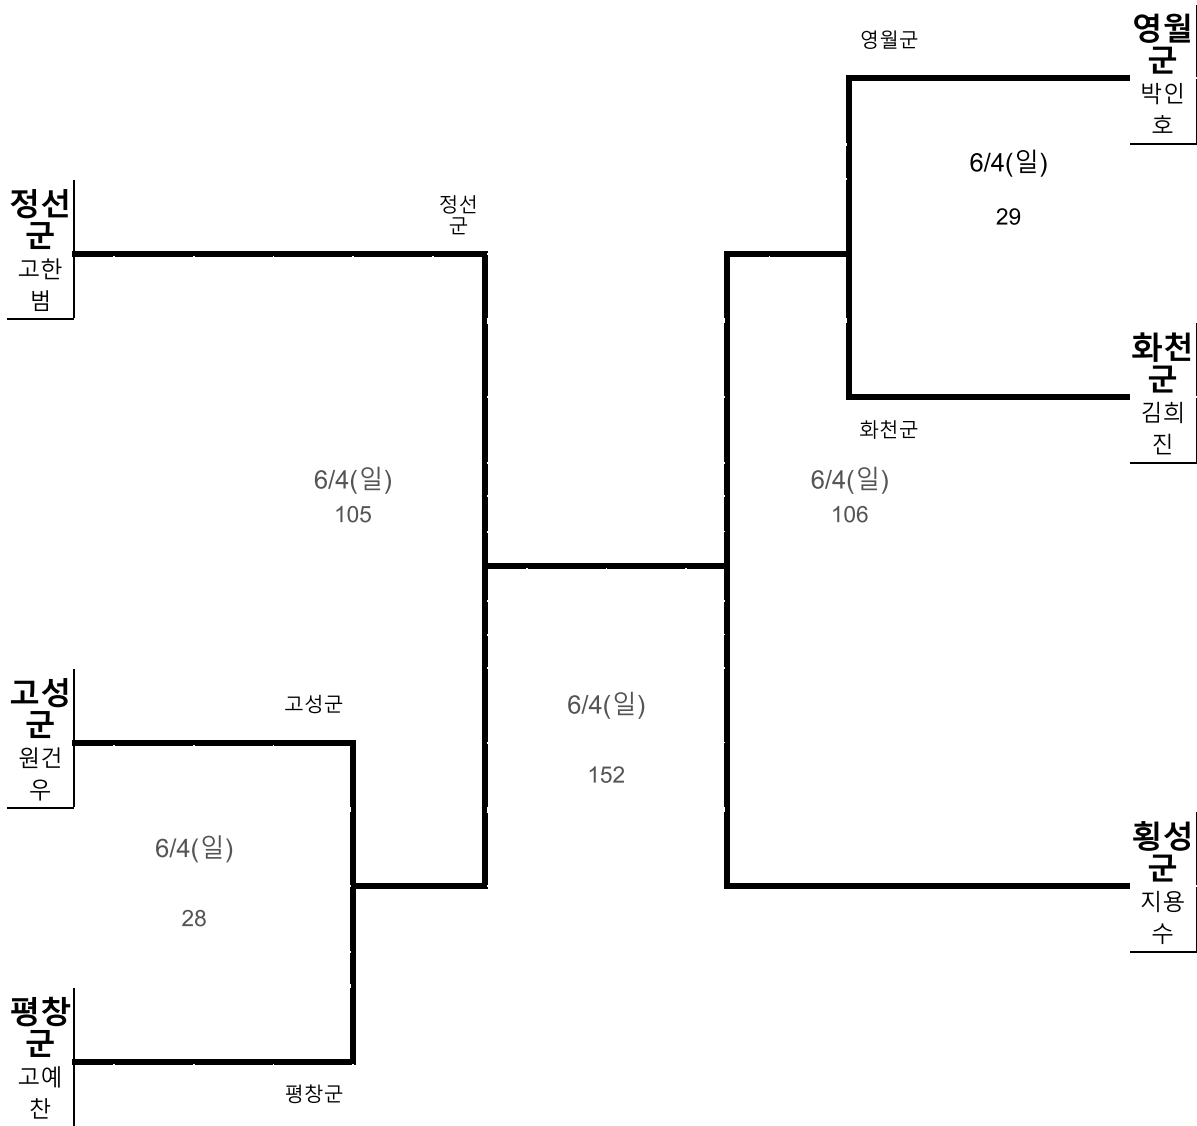 영월군
영월
군
박인
호
6/4(일)
29
정선
군
고한
범
정선
군
화천
군
김희
진
화천군
6/4(일)
105
6/4(일)
106
고성
군
원건
우
고성군
6/4(일)
152
6/4(일)
28
횡성
군
지용
수
평창
군
고예
찬
평창군